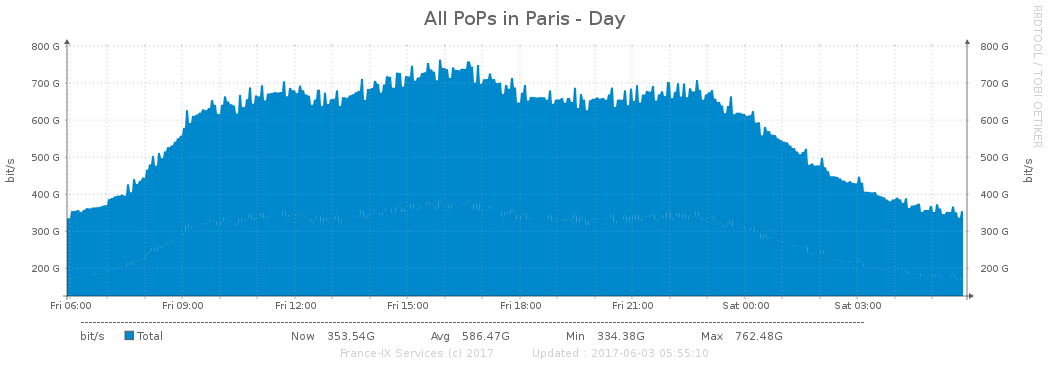 All PoPs in Paris - Day
RRDTOOL / TOBI OETIKER
bit/s
800 G
700 G
600 G
500 G
400 G
300 G
200 G
800 G
700 G
600 G
500 G
400 G
300 G
200 G
bit/s
Fri 06:00 Fri 09:00 Fri 12:00 Fri 15:00 Fri 18:00 Fri 21:00 Sat 00:00 Sat 03:00
bit/s Total Now 353.54G Avg 586.47G Min 334.38G Max 762.48G
France-IX Services (c) 2017 Updated : 2017-06-03 05:55:10